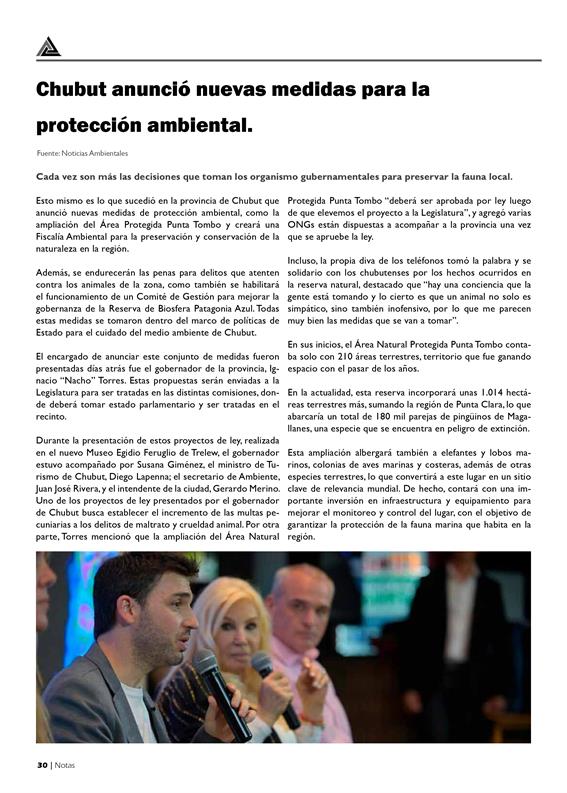 Chubut anunció nuevas medidas para la
protección ambiental.
Fuente: Noticias Ambientales
Cada vez son más las decisiones que toman los organismo gubernamentales para preservar la fauna local.
Esto mismo es lo que sucedió en la provincia de Chubut que
anunció nuevas medidas de protección ambiental, como la
ampliación del Área Protegida Punta Tombo y creará una
Fiscalía Ambiental para la preservación y conservación de la
naturaleza en la región.
Además, se endurecerán las penas para delitos que atenten
contra los animales de la zona, como también se habilitará
el funcionamiento de un Comité de Gestión para mejorar la
gobernanza de la Reserva de Biosfera Patagonia Azul. Todas
estas medidas se tomaron dentro del marco de políticas de
Estado para el cuidado del medio ambiente de Chubut.
El encargado de anunciar este conjunto de medidas fueron
presentadas días atrás fue el gobernador de la provincia, Ig-
nacio “Nacho” Torres. Estas propuestas serán enviadas a la
Legislatura para ser tratadas en las distintas comisiones, don-
de deberá tomar estado parlamentario y ser tratadas en el
recinto.
Durante la presentación de estos proyectos de ley, realizada
en el nuevo Museo Egidio Feruglio de Trelew, el gobernador
estuvo acompañado por Susana Giménez, el ministro de Tu-
rismo de Chubut, Diego Lapenna; el secretario de Ambiente,
Juan José Rivera, y el intendente de la ciudad, Gerardo Merino.
Uno de los proyectos de ley presentados por el gobernador
de Chubut busca establecer el incremento de las multas pe-
cuniarias a los delitos de maltrato y crueldad animal. Por otra
parte, Torres mencionó que la ampliación del Área Natural
Protegida Punta Tombo “deberá ser aprobada por ley luego
de que elevemos el proyecto a la Legislatura”, y agregó varias
ONGs están dispuestas a acompañar a la provincia una vez
que se apruebe la ley.
Incluso, la propia diva de los teléfonos tomó la palabra y se
solidario con los chubutenses por los hechos ocurridos en
la reserva natural, destacado que “hay una conciencia que la
gente está tomando y lo cierto es que un animal no solo es
simpático, sino también inofensivo, por lo que me parecen
muy bien las medidas que se van a tomar”.
En sus inicios, el Área Natural Protegida Punta Tombo conta-
ba solo con 210 áreas terrestres, territorio que fue ganando
espacio con el pasar de los años.
En la actualidad, esta reserva incorporará unas 1.014 hectá-
reas terrestres más, sumando la región de Punta Clara, lo que
abarcaría un total de 180 mil parejas de pingüinos de Maga-
llanes, una especie que se encuentra en peligro de extinción.
Esta ampliación albergará también a elefantes y lobos ma-
rinos, colonias de aves marinas y costeras, además de otras
especies terrestres, lo que convertirá a este lugar en un sitio
clave de relevancia mundial. De hecho, contará con una im-
portante inversión en infraestructura y equipamiento para
mejorar el monitoreo y control del lugar, con el objetivo de
garantizar la protección de la fauna marina que habita en la
región.
30 | Notas